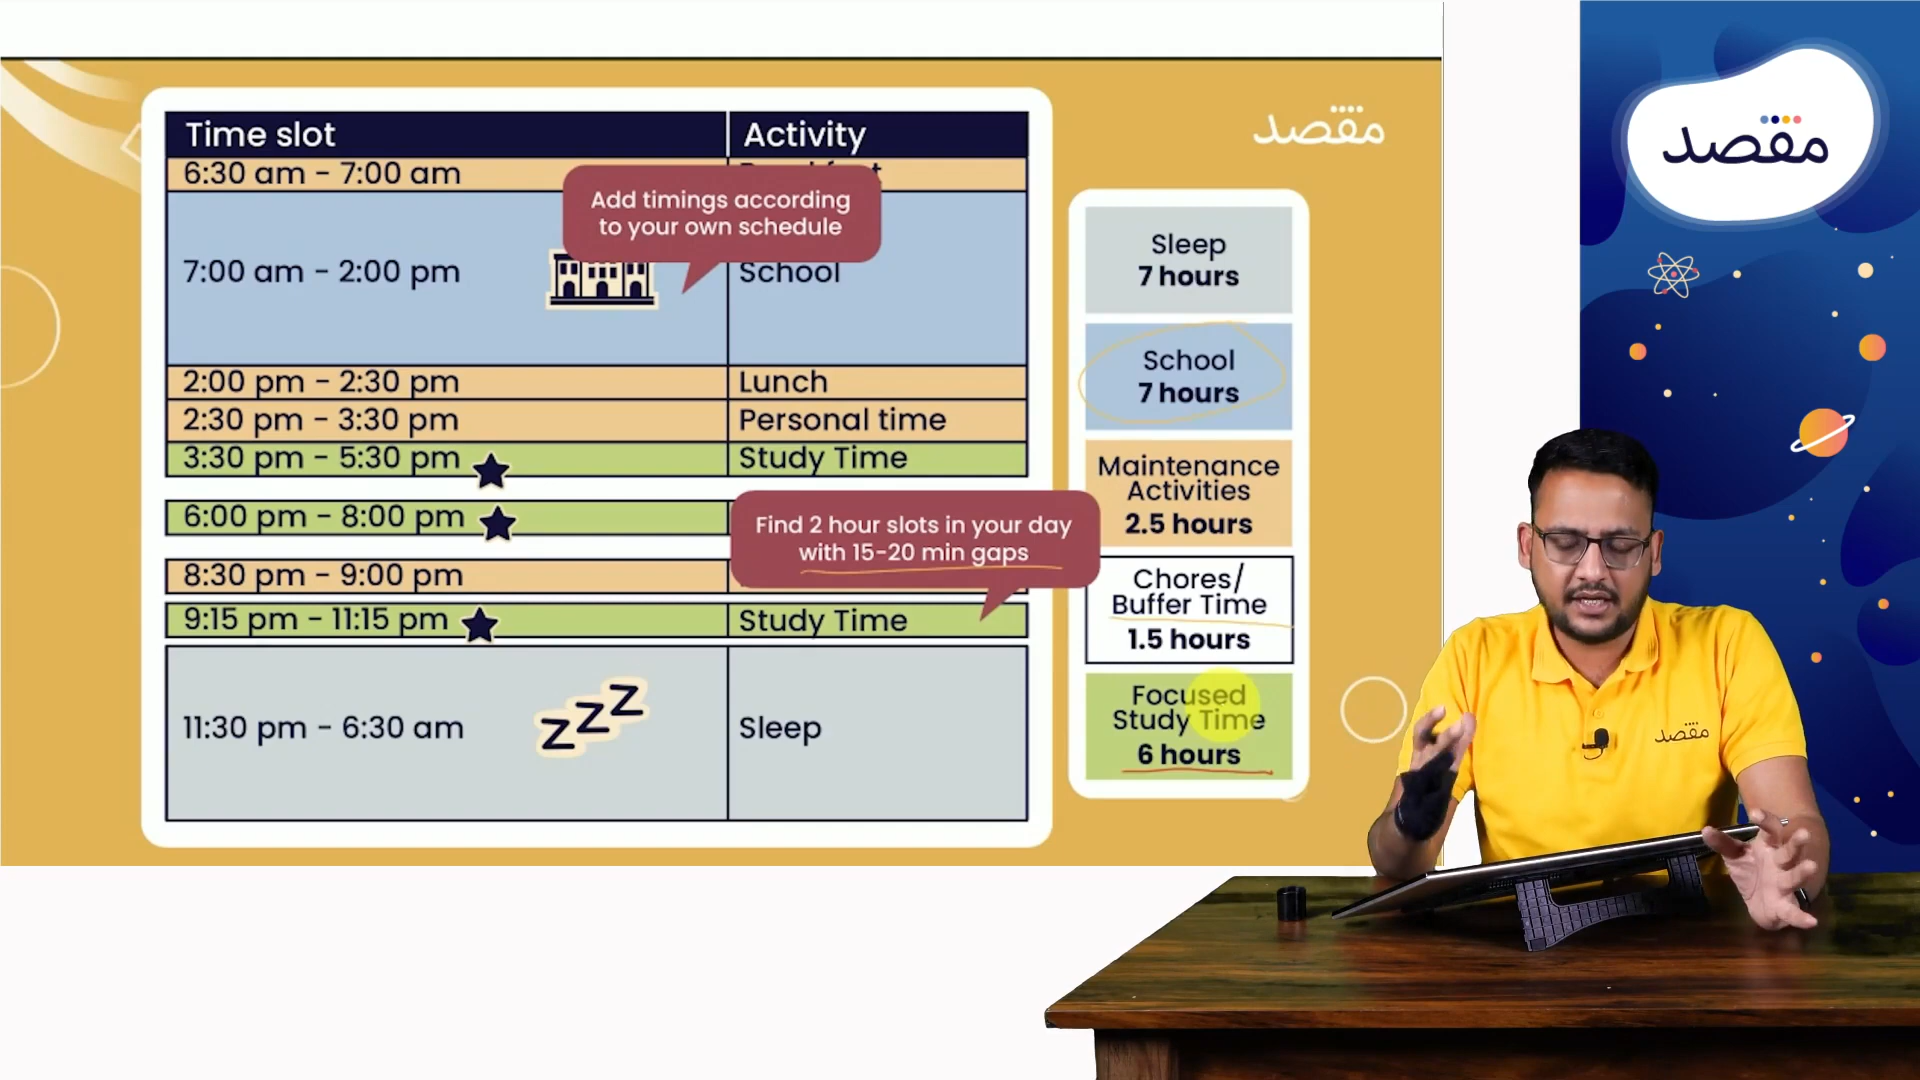 Time slot Activity
6:30 am - 7:00 am
Add timings according
to your own schedule
7:00 am - 2:00 pm School
2:00 pm - 2:30 pm Lunch
2:30 pm - 3:30 pm Personal time
3:30 pm - 5:30 pm Study Time
6:00 pm - 8:00 pm
Find 2 hour slots in your day
with 15-20 min gaps
8:30 pm - 9:00 pm
9:15 pm - 11:15 pm Study Time
11:30 pm - 6:30 am Sleep
zzz
مقصد
Sleep
7 hours
School
7 hours
Maintenance
Activities
2.5 hours
Chores/
Buffer Time
1.5 hours
Focused
Study Time
6 hours
مقصد
مقصد